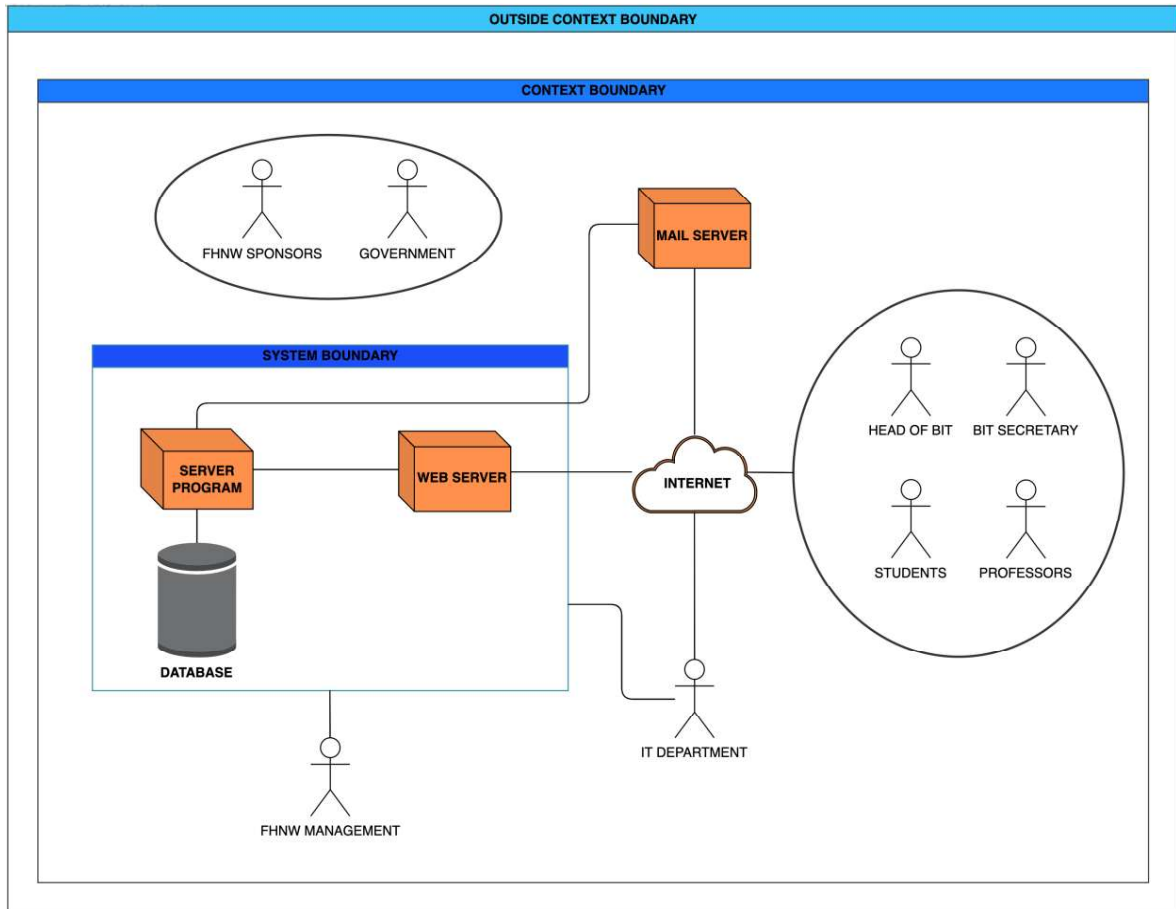 OUTSIDE CONTEXT BOUNDARY
CONTEXT BOUNDARY
FHNW SPONSORS
GOVERNMENT
MAIL SERVER
SYSTEM BOUNDARY
HEAD OF BIT
BIT SECRETARY
SERVER
PROGRAM
WEB SERVER
INTERNET
STUDENTS
PROFESSORS
DATABASE
IT DEPARTMENT
FHNW MANAGEMENT